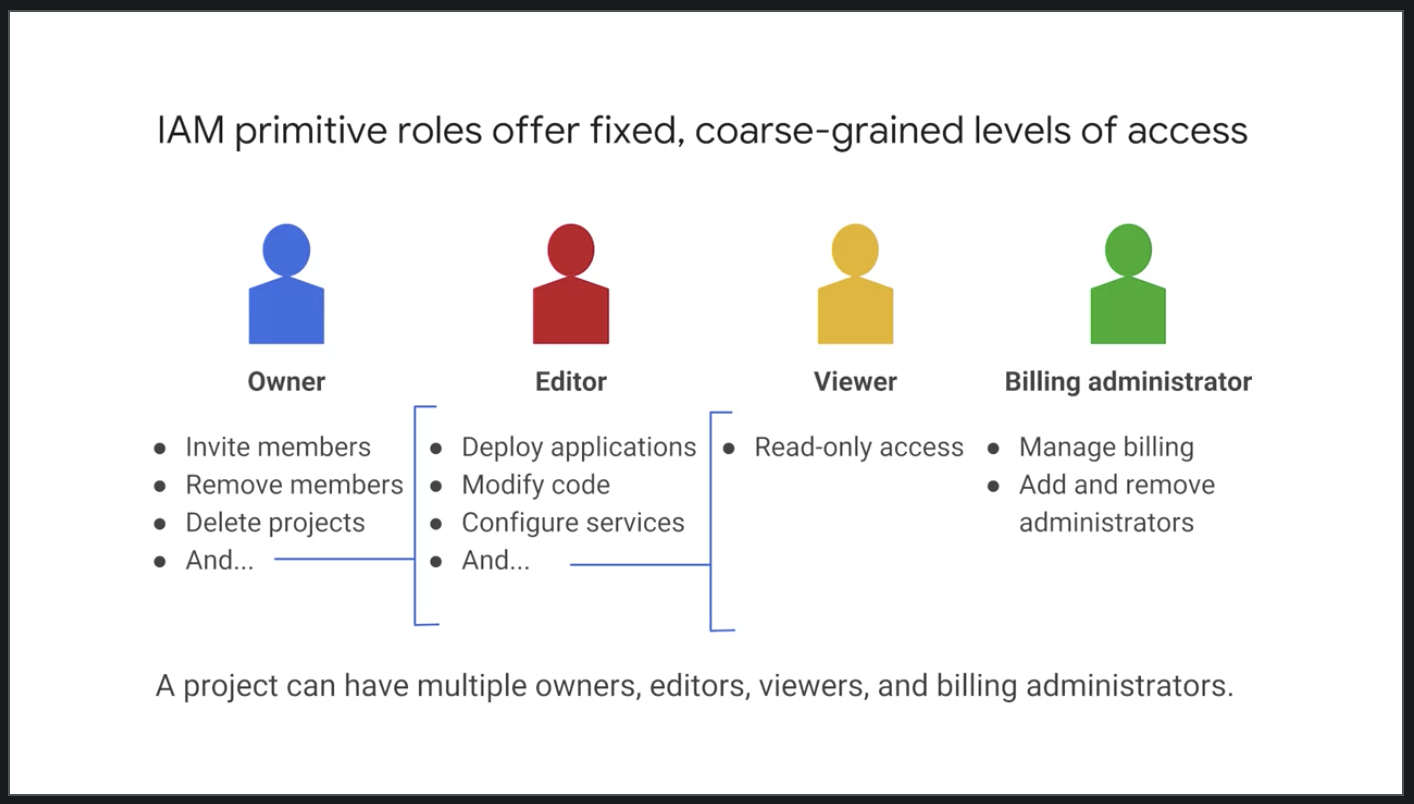 IAM primitive roles offer fixed, coarse-grained levels of access
Owner
● Invite members
● Remove members
● Delete projects
● And...
Editor
● Deploy applications
● Modify code
● Configure services
● And...
Viewer
● Read-only access
Billing administrator
● Manage billing
● Add and remove
administrators
A project can have multiple owners, editors, viewers, and billing administrators.